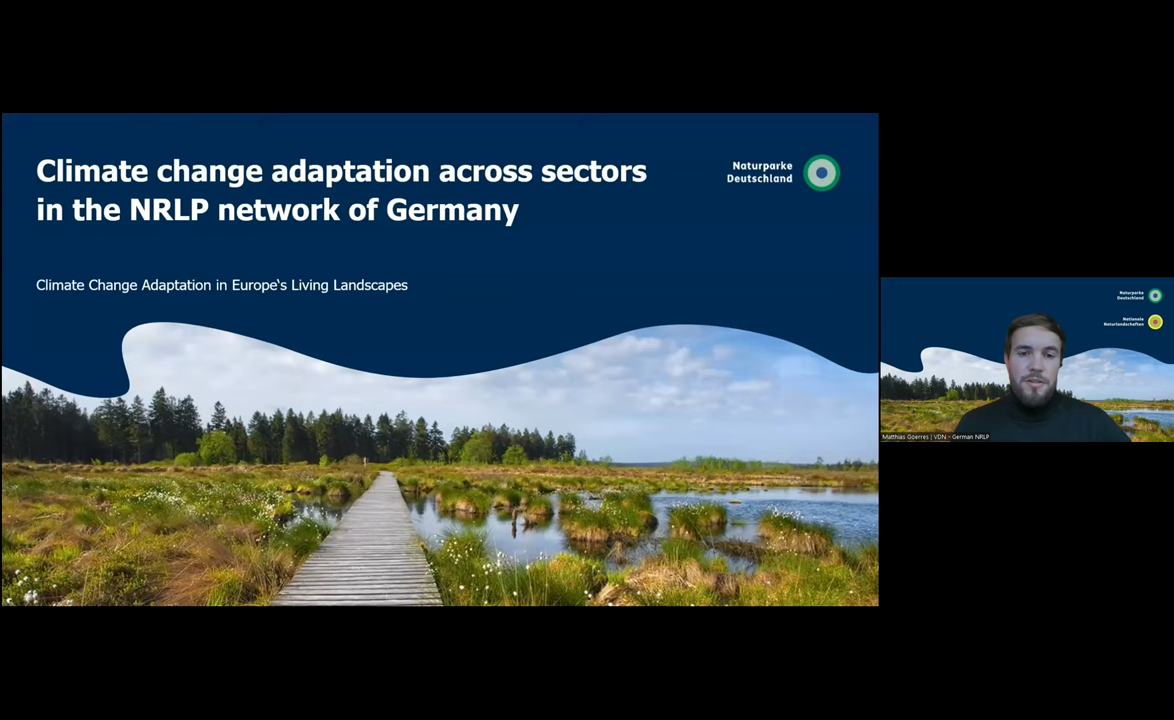 Climate change adaptation across sectors
in the NRLP network of Germany
Naturparke
Deutschland
Climate Change Adaptation in Europe's Living Landscapes
Naturparke
Deutschland
Nationale
Naturlandschaften
Matthias Goerres | VDN - German NRLP